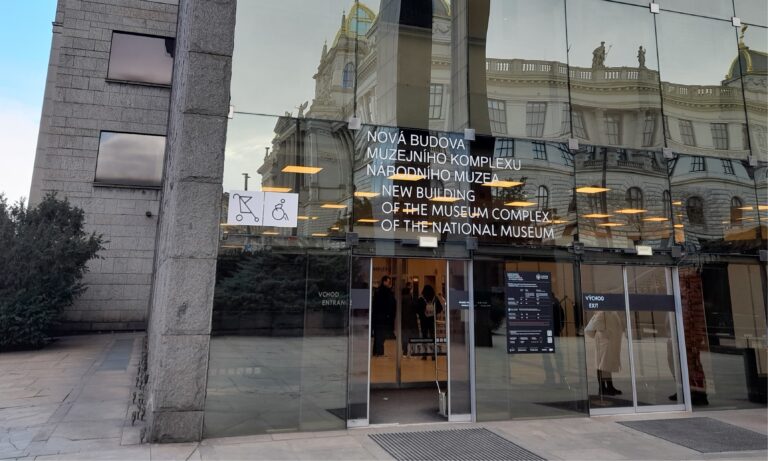 NOVÁ BUDOVA
MUZEJNÍHO KOMPLEXU
NÁRODNÍHO MUZEA
NEW BUILDING
OF THE MUSEUM COMPLEX
OF THE NATIONAL MUSEUM
VCHOD
ENTRANCE
VÝCHOD
EXIT